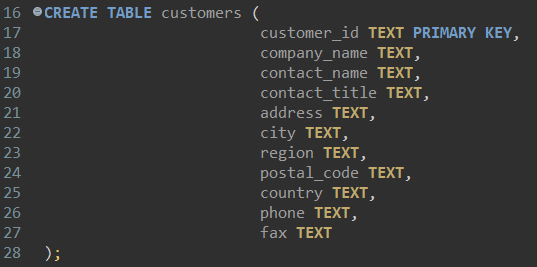 16 CREATE TABLE customers (
17 customer_id TEXT PRIMARY KEY,
18 company_name TEXT,
19 contact_name TEXT,
20 contact_title TEXT,
21 address TEXT,
22 city TEXT,
23 region TEXT,
24 postal_code TEXT,
25 country TEXT,
26 phone TEXT,
27 fax TEXT
28 );